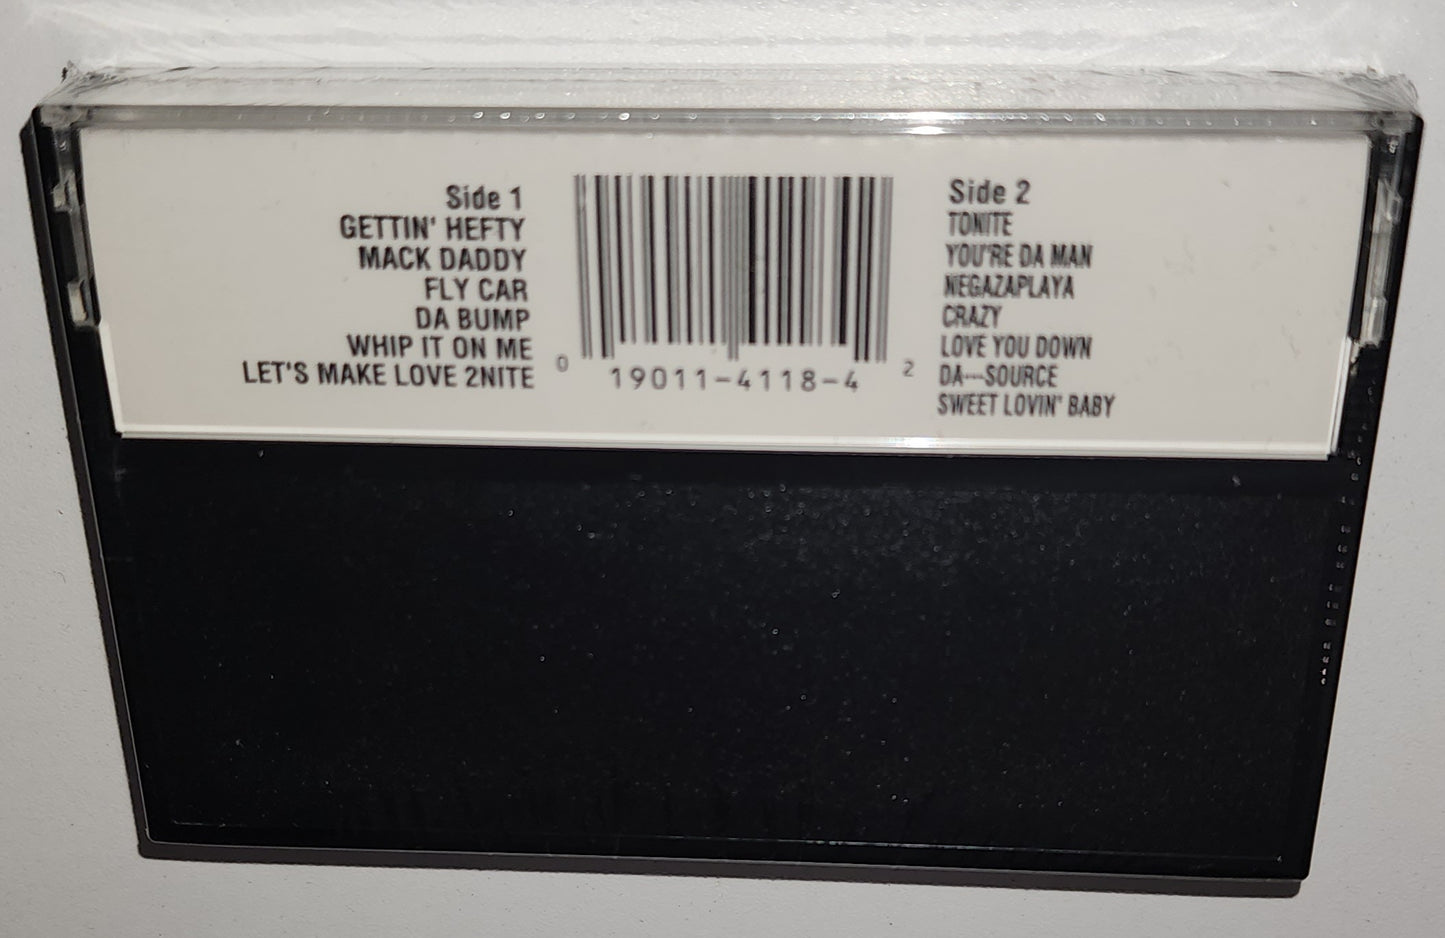 Side 1
GETTIN' HEFTY
MACK DADDY
FLY CAR
DA BUMP
WHIP IT ON ME
LET'S MAKE LOVE 2NITE
0 19011-4118-4 2
Side 2
TONITE
YOU'RE DA MAN
NEGAZAPLAYA
CRAZY
LOVE YOU DOWN
DA---SOURCE
SWEET LOVIN' BABY